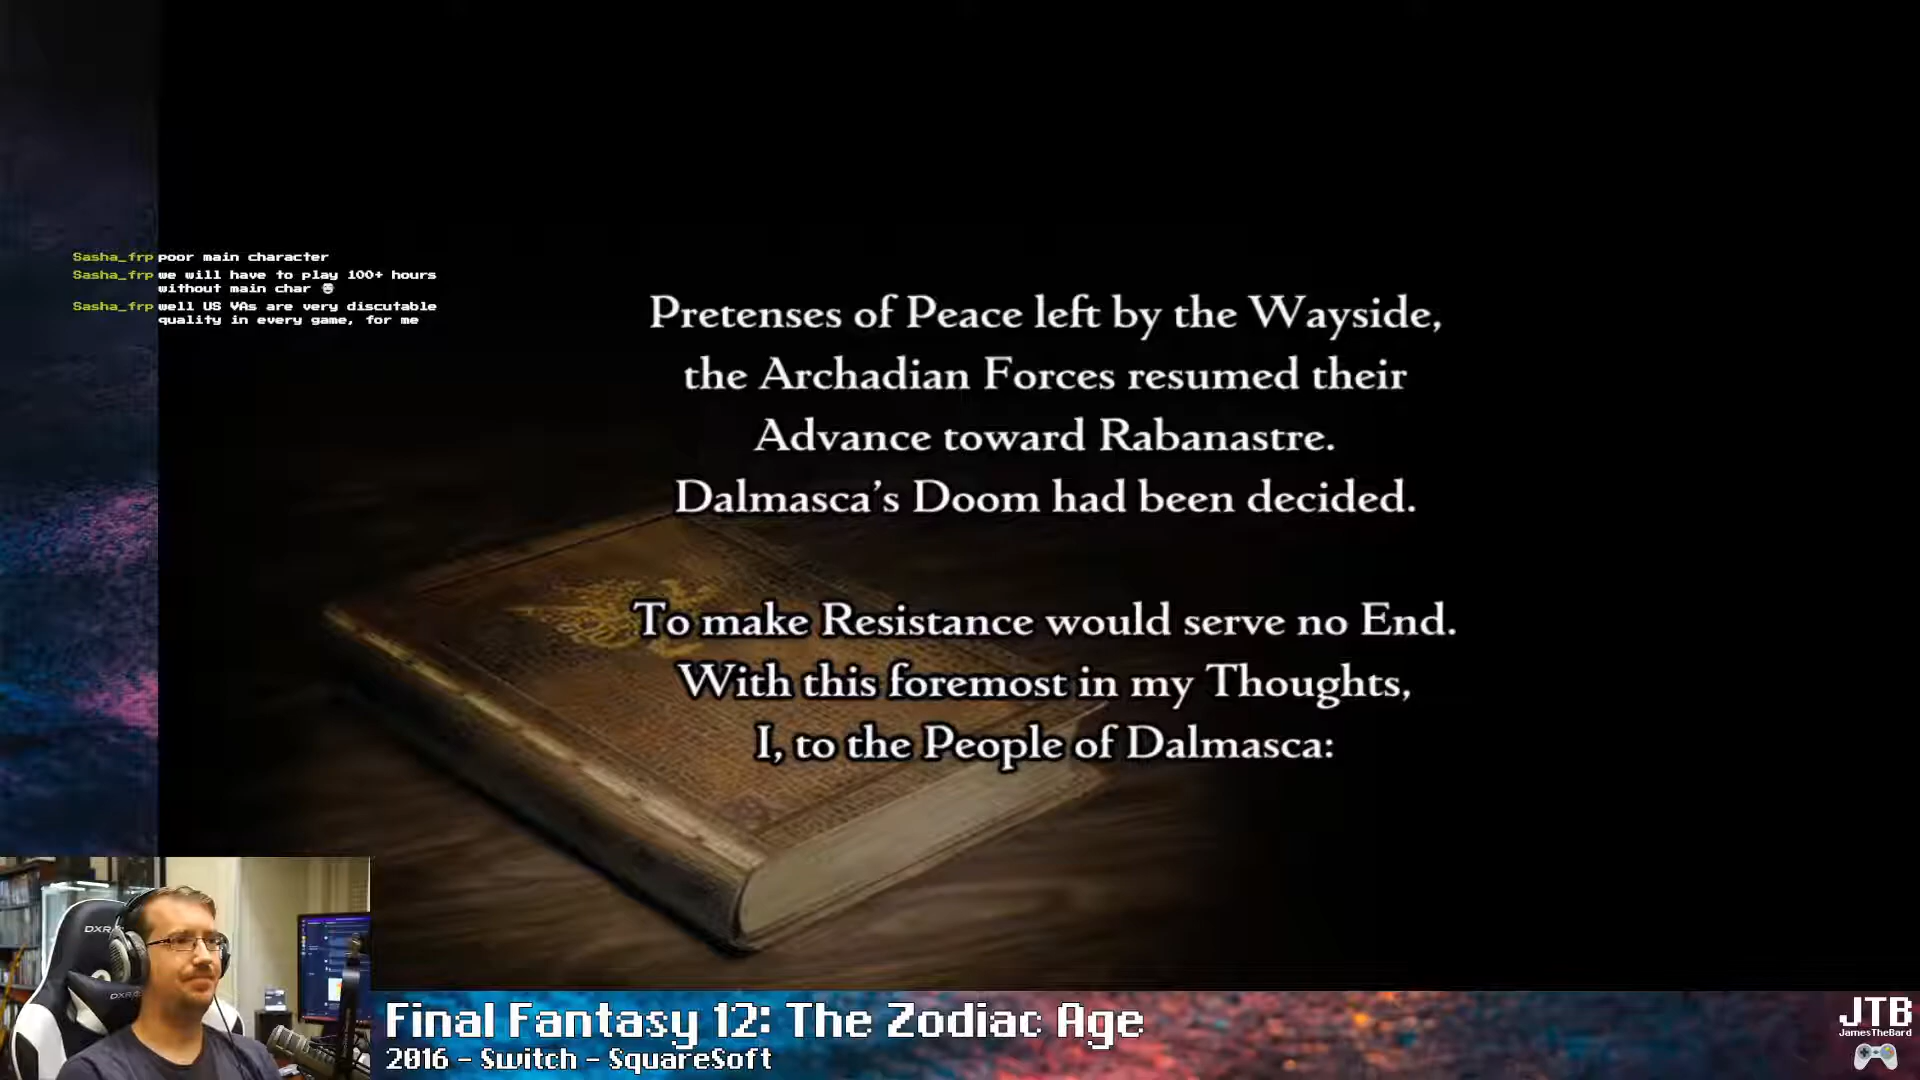 Sasha_frp poor main character
Sasha_frp we will have to play 100+ hours
without main char
Sasha_frp well US VAs are very discutable
quality in every game, for me
Pretenses of Peace left by the Wayside,
the Archadian Forces resumed their
Advance toward Rabanastre.
Dalmasca's Doom had been decided.
To make Resistance would serve no End.
With this foremost in my Thoughts,
I, to the People of Dalmasca:
Final Fantasy 12: The Zodiac Age
2016 - Switch - SquareSoft
JTB
JamesTheBard